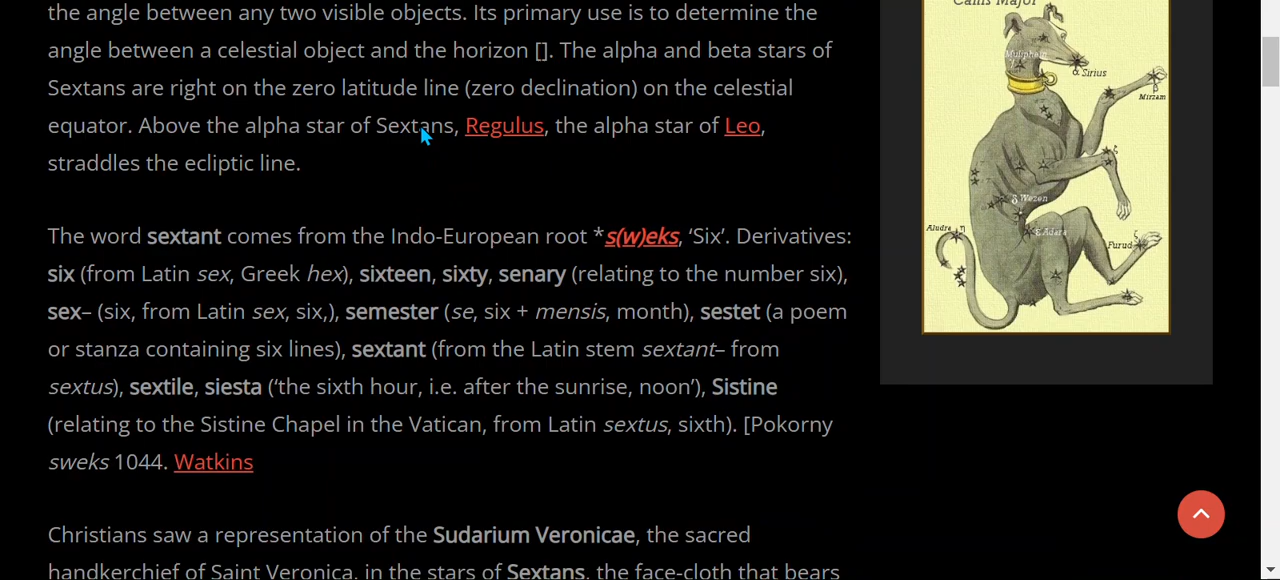 the angle between any two visible objects. Its primary use is to determine the
angle between a celestial object and the horizon []. The alpha and beta stars of
Sextans are right on the zero latitude line (zero declination) on the celestial
equator. Above the alpha star of Sextans, Regulus, the alpha star of Leo,
straddles the ecliptic line.
The word sextant comes from the Indo-European root *s(w)eks, ‘Six’. Derivatives:
six (from Latin sex, Greek hex), sixteen, sixty, senary (relating to the number six),
sex– (six, from Latin sex, six,), semester (se, six + mensis, month), sestet (a poem
or stanza containing six lines), sextant (from the Latin stem sextant– from
sextus), sextile, siesta (‘the sixth hour, i.e. after the sunrise, noon’), Sistine
(relating to the Sistine Chapel in the Vatican, from Latin sextus, sixth). [Pokorny
sweks 1044. Watkins
Christians saw a representation of the Sudarium Veronicae, the sacred
handkerchief of Saint Veronica, in the stars of Sextans, the face-cloth that bears
Canis Major
Muliphein
α Sirius
β
Mirzam
ζ
δ Wezen
ε Adara
Aludra η
ζ
Furud